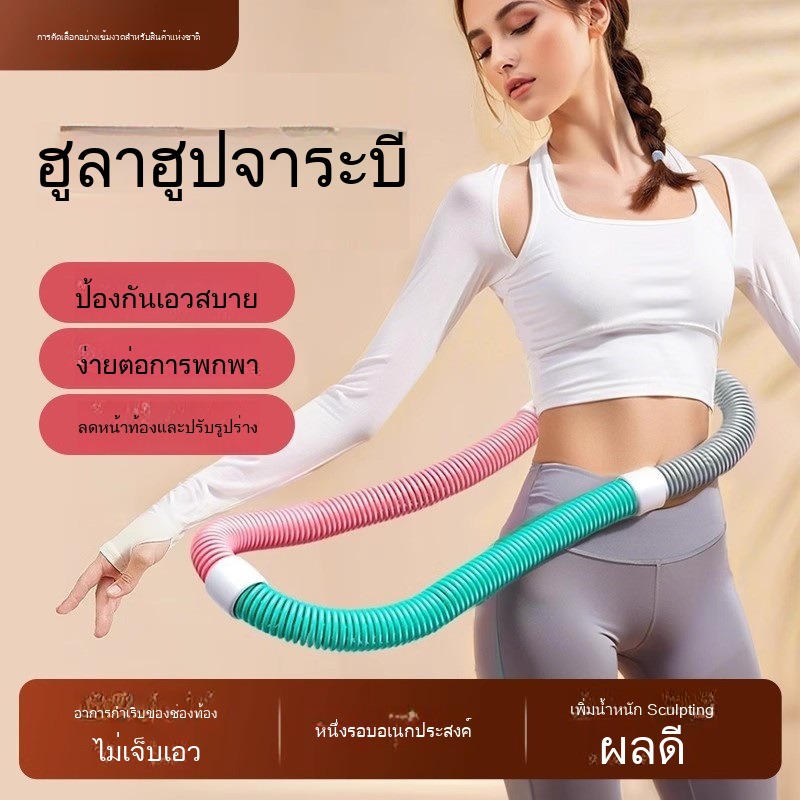 การคัดเลือกอย่างเข้มงวดสำหรับสินค้าแห่งชาติ
ฮูลาฮูปจาระบี
ป้องกันเอวสบาย
ง่ายต่อการพกพา
ลดหน้าท้องและปรับรูปร่าง
อาการกำเริบของช่องท้อง
ไม่เจ็บเอว
หนึ่งรอบอเนกประสงค์
เพิ่มน้ำหนัก Sculpting
ผลดี